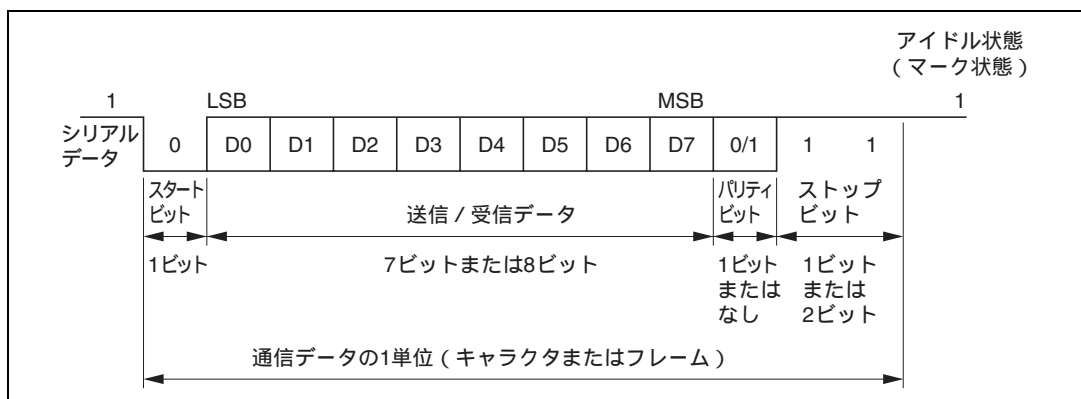 アイドル状態
（マーク状態）
1 LSB MSB 1
シリアル
データ
0 D0 D1 D2 D3 D4 D5 D6 D7 0/1 1 1
スタート
ビット
送信 / 受信データ
パリティ
ビット
ストップ
ビット
1ビット
7ビットまたは8ビット
1ビット
または
なし
1ビット
または
2ビット
通信データの1単位（キャラクタまたはフレーム）